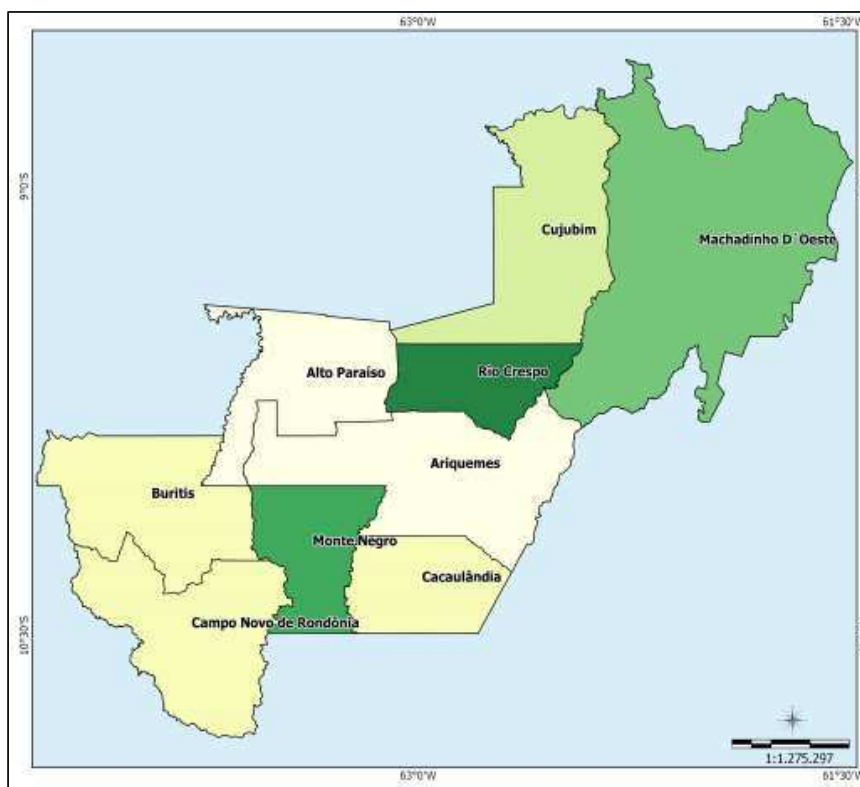 63°0'W
61°30'W
9°0'S
Cujubim
Machadinho D`Oeste
Alto Paraíso
Rio Crespo
Ariquemes
Buritis
Monte Negro
Cacaulândia
Campo Novo de Rondônia
10°30'S
1:1.275.297
63°0'W
61°30'W